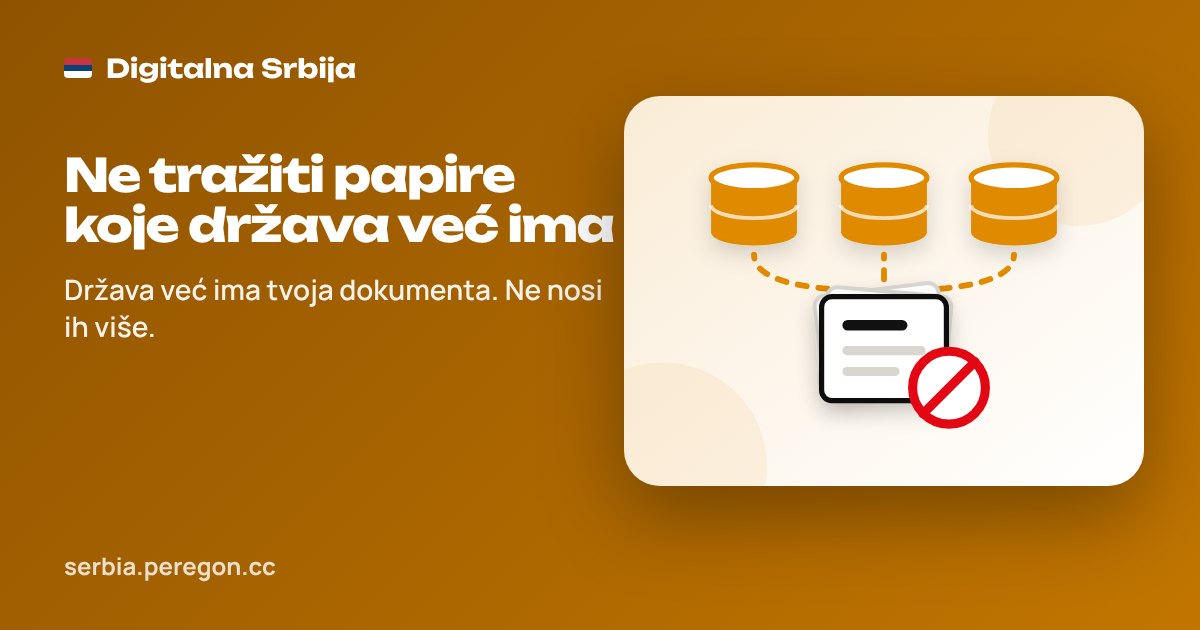 Digitalna Srbija
Ne tražiti papire
koje država već ima
Država već ima tvoja dokumenta. Ne nosi
ih više.
serbia.peregon.cc